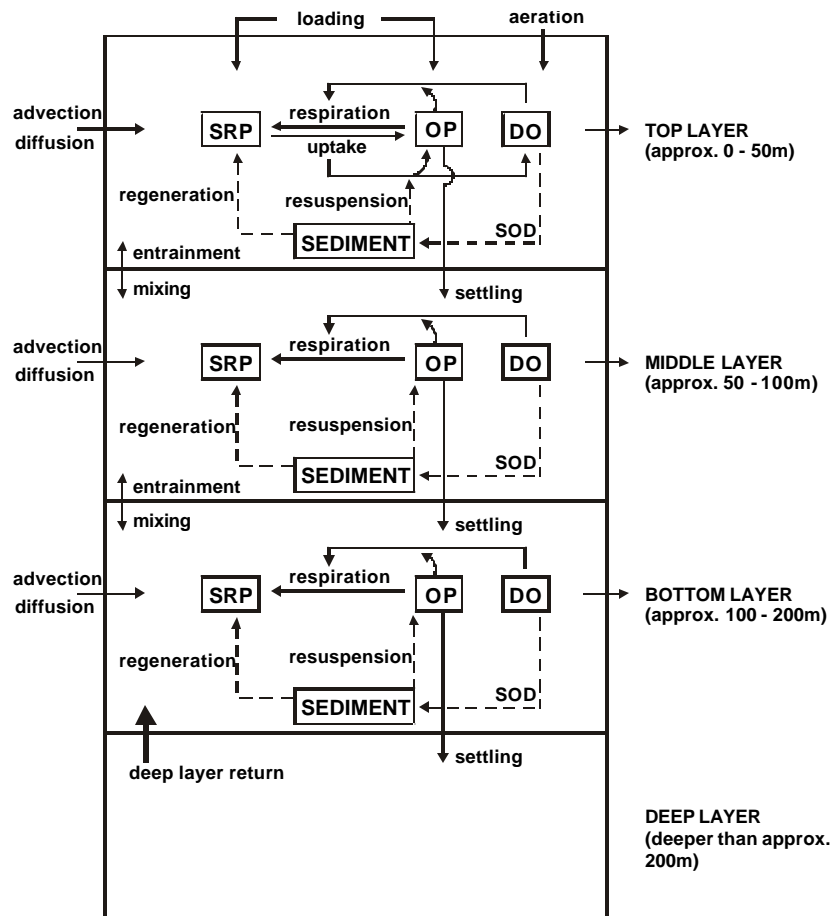 loading
aeration
advection
diffusion
SRP
respiration
uptake
OP
DO
TOP LAYER
(approx. 0 - 50m)
regeneration
resuspension
SEDIMENT
SOD
entrainment
mixing
settling
advection
diffusion
SRP
respiration
OP
DO
MIDDLE LAYER
(approx. 50 - 100m)
regeneration
resuspension
SEDIMENT
SOD
entrainment
mixing
settling
advection
diffusion
SRP
respiration
OP
DO
BOTTOM LAYER
(approx. 100 - 200m)
regeneration
resuspension
SEDIMENT
SOD
deep layer return
settling
DEEP LAYER
(deeper than approx.
200m)